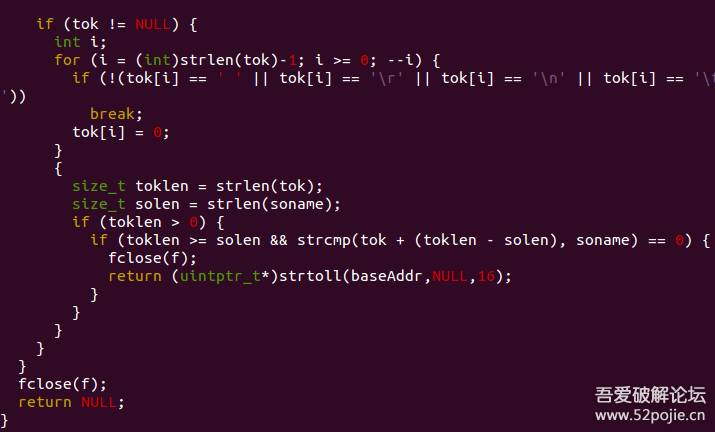 if (tok != NULL) {
      int i;
      for (i = (int)strlen(tok)-1; i >= 0; --i) {
        if (!(tok[i] == ' ' || tok[i] == '\r' || tok[i] == '\n' || tok[i] == '\t
'))
          break;
        tok[i] = 0;
      }
      {
        size_t toklen = strlen(tok);
        size_t solen = strlen(soname);
        if (toklen > 0) {
          if (toklen >= solen && strcmp(tok + (toklen - solen), soname) == 0) {
            fclose(f);
            return (uintptr_t*)strtoll(baseAddr,NULL,16);
          }
        }
      }
    }
  }
  fclose(f);
  return NULL;
}
吾爱破解论坛
www.52pojie.cn